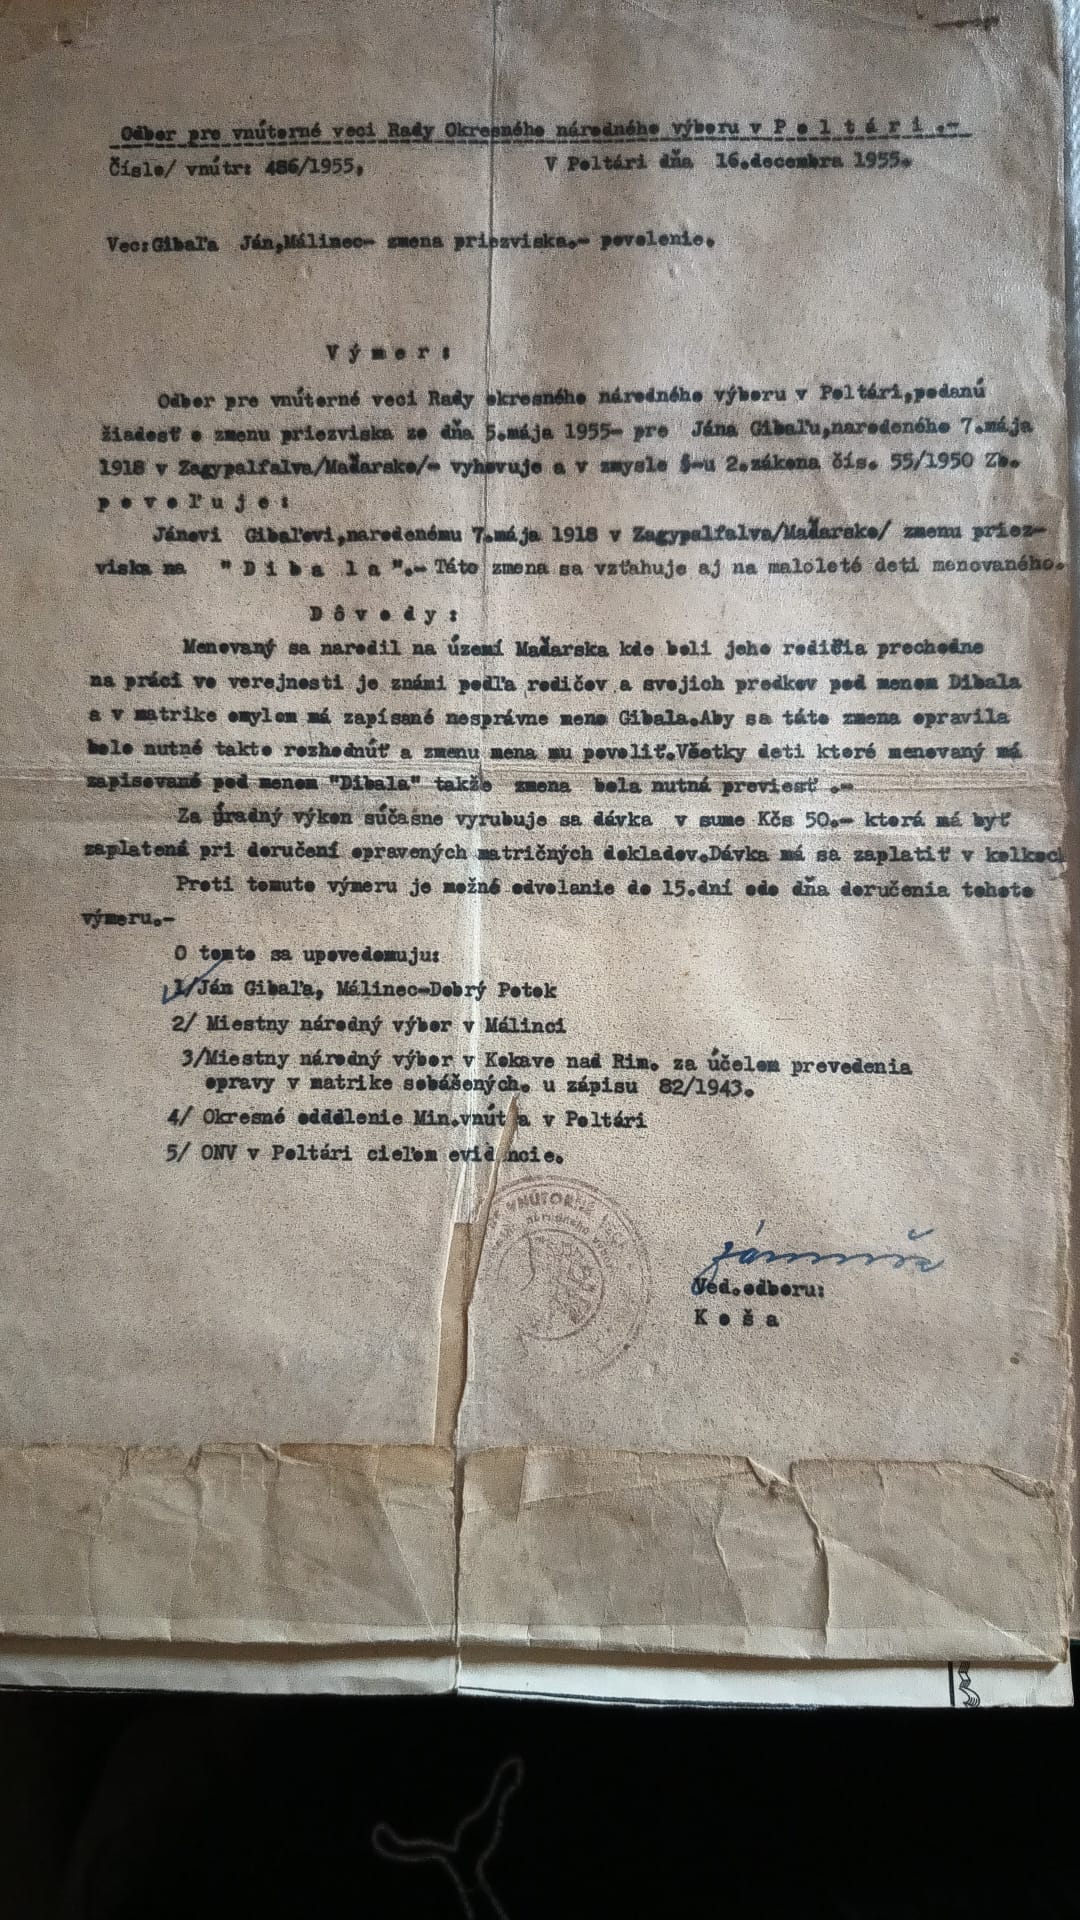 Odbor pre vnútorné veci Rady Okresného národného výboru v P o l t á r i .-
Číslo/ vnútr: 486/1955,
V Poltári dňa 16.decembra 1955.
Vec:Gibaľa Ján,Málinec- zmena priezviska.- povolenie.
V ý m e r :
Odbor pre vnútorné veci Rady okresného národného výboru v Poltári,podanú
žiadosť o zmenu priezviska zo dňa 5.mája 1955- pre Jána Gibaľu,narodeného 7.mája
1918 v Zagypalfalva/Maďarsko/- vyhovuje a v zmysle §-u 2.zákona čís. 55/1950 Zb.
p o v o ľ u j e :
Jánovi Gibaľovi,narodenému 7.mája 1918 v Zagypalfalva/Maďarsko/ zmenu priez-
viska na " D i b a l a ".- Táto zmena sa vzťahuje aj na maloleté deti menovaného.
D ô v o d y :
Menovaný sa narodil na území Maďarska kde boli jeho rodičia prechodne
na práci vo verejnosti je známi podľa rodičov a svojich predkov pod menom Dibala
a v matrike omylom má zapísané nesprávne meno Gibala.Aby sa táto zmena opravila
bolo nutné takto rozhodnúť a zmenu mena mu povoliť.Všetky deti ktoré menovaný má
zapisované pod menom "Dibala" takže zmena bola nutná previesť .-
Za úradný výkon súčasne vyrubuje sa dávka v sume Kčs 50.- ktorá má byť
zaplatená pri doručení opravených matričných dokladov.Dávka má sa zaplatiť v kolkoch
Proti tomuto výmeru je možné odvolanie do 15.dní odo dňa doručenia tohoto
výmeru.-
O tomto sa upovedomuju:
1/Ján Gibaľa, Málinec-Dobrý Potok
2/ Miestny národný výbor v Málinci
3/Miestny národný výbor v Kokave nad Rim. za účelom prevedenia
opravy v matrike sobášených. u zápisu 82/1943.
4/ Okresné odddlenie Min.vnút a v Poltári
5/ ONV v Poltári cieľom evid ncie.
VNÚTORNÉ
národného výboru
Ved.odboru:
K o š a